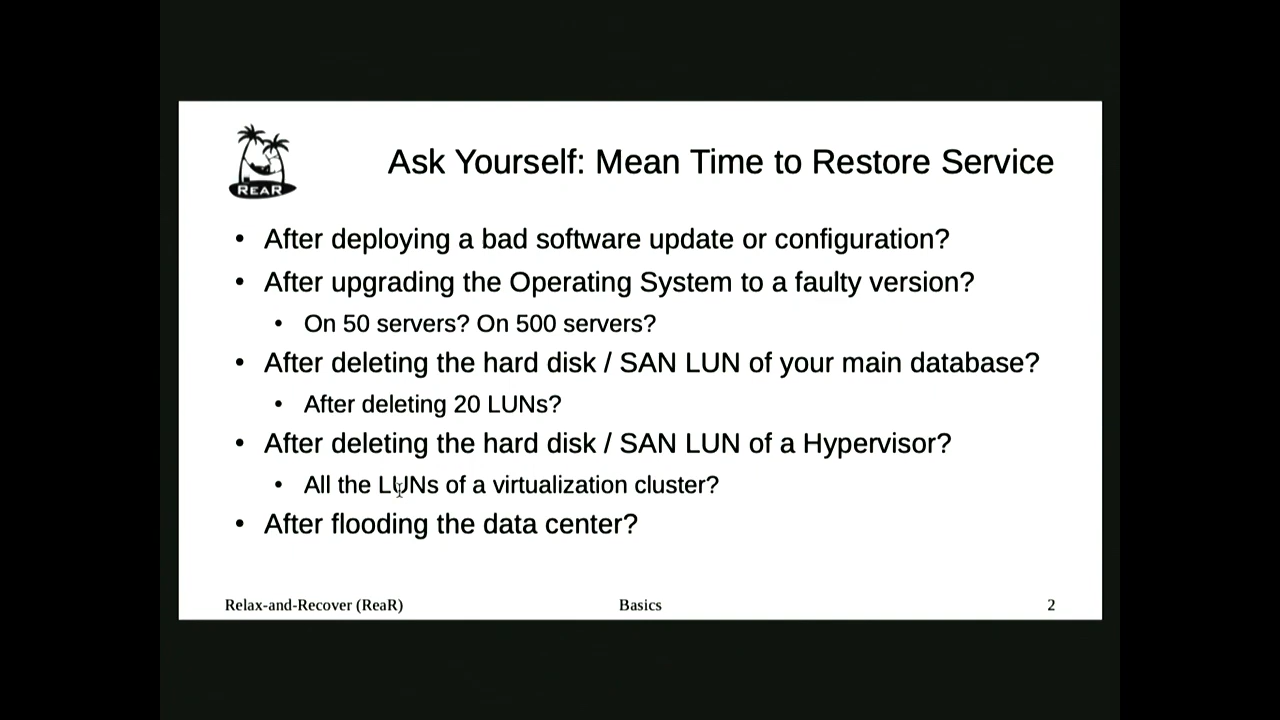 REAR
Ask Yourself: Mean Time to Restore Service
• After deploying a bad software update or configuration?
• After upgrading the Operating System to a faulty version?
• On 50 servers? On 500 servers?
• After deleting the hard disk / SAN LUN of your main database?
• After deleting 20 LUNs?
• After deleting the hard disk / SAN LUN of a Hypervisor?
• All the LUNs of a virtualization cluster?
• After flooding the data center?
Relax-and-Recover (ReaR) Basics 2